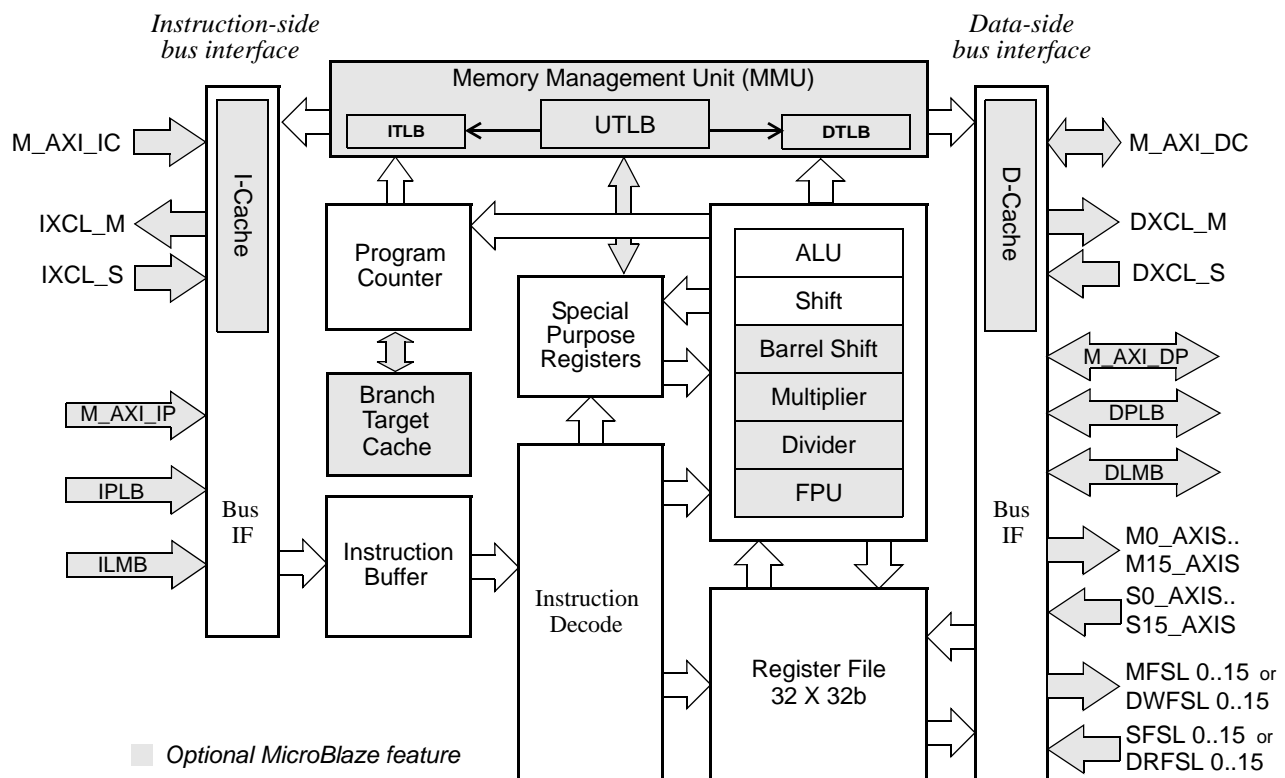 Instruction-side
bus interface
Data-side
bus interface
Memory Management Unit (MMU)
ITLB
UTLB
DTLB
M_AXI_IC
IXCL_M
IXCL_S
I-Cache
M_AXI_IP
IPLB
ILMB
Bus
IF
Program
Counter
Branch
Target
Cache
Special
Purpose
Registers
ALU
Shift
Barrel Shift
Multiplier
Divider
FPU
Instruction
Buffer
Instruction
Decode
Register File
32 X 32b
D-Cache
Bus
IF
M_AXI_DC
DXCL_M
DXCL_S
M_AXI_DP
DPLB
DLMB
M0_AXIS..
M15_AXIS
S0_AXIS..
S15_AXIS
MFSL 0..15 or
DWFSL 0..15
SFSL 0..15 or
DRFSL 0..15
Optional MicroBlaze feature